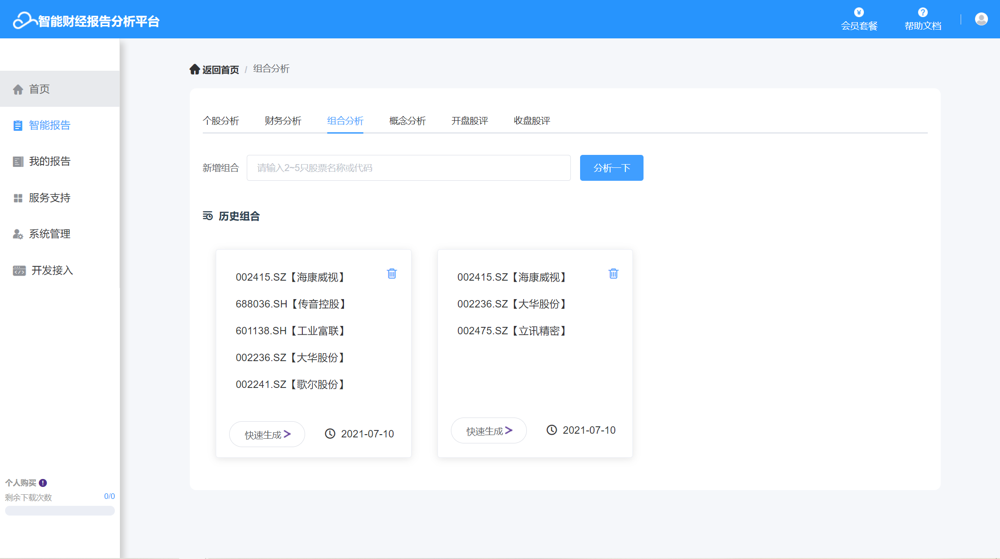 智能财经报告分析平台
会员套餐
帮助文档
首页
智能报告
我的报告
服务支持
系统管理
开发接入
个人购买
剩余下载次数 0/0
返回首页 / 组合分析
个股分析 财务分析 组合分析 概念分析 开盘股评 收盘股评
新增组合 请输入2~5只股票名称或代码 分析一下
历史组合
002415.SZ【海康威视】
688036.SH【传音控股】
601138.SH【工业富联】
002236.SZ【大华股份】
002241.SZ【歌尔股份】
快速生成 2021-07-10
002415.SZ【海康威视】
002236.SZ【大华股份】
002475.SZ【立讯精密】
快速生成 2021-07-10